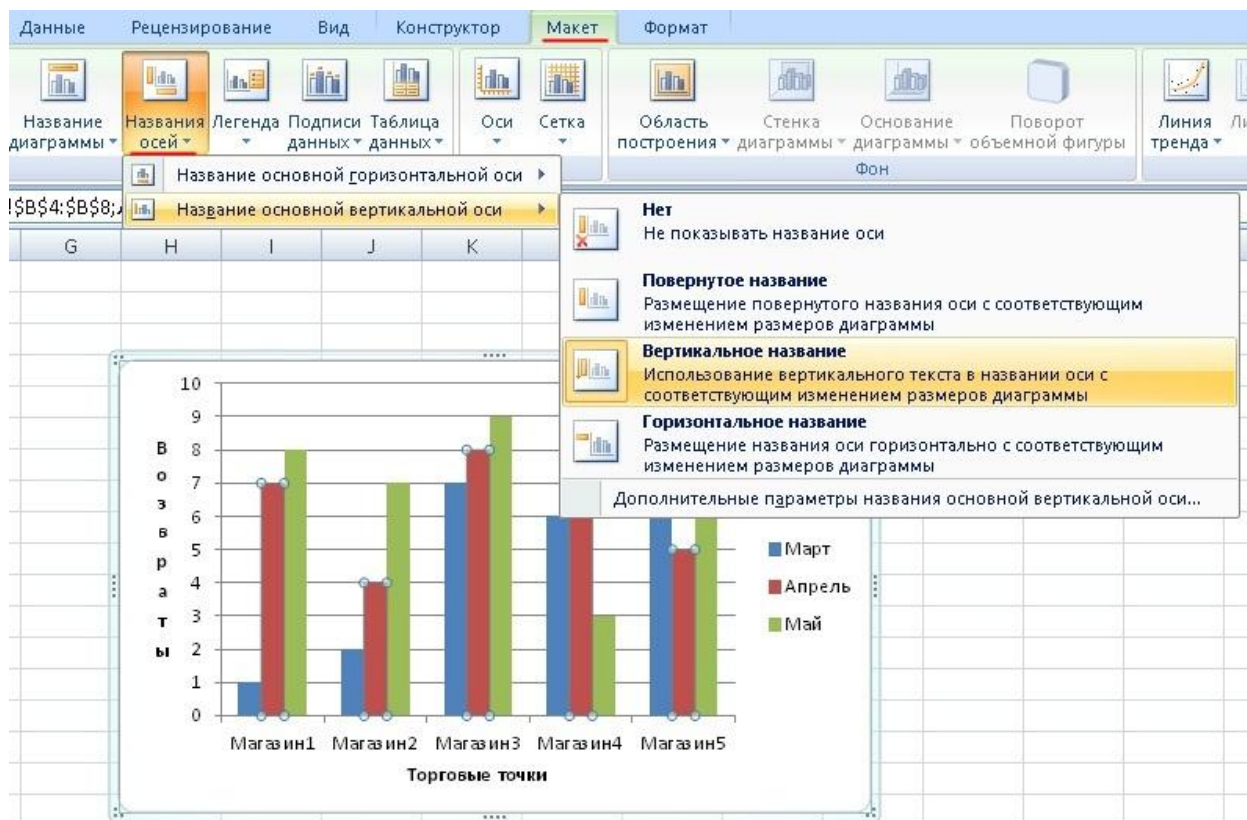 Данные Рецензирование Вид Конструктор Макет Формат
Название диаграммы
Названия осей
Легенда
Подписи данных
Таблица данных
Оси
Сетка
Область построения
Стенка диаграммы
Основание диаграммы
Поворот объемной фигуры
Линия тренда
Фон
Название основной горизонтальной оси
Название основной вертикальной оси
!$B$4:$B$8;
G H I J K
Нет
Не показывать название оси
Повернутое название
Размещение повернутого названия оси с соответствующим
изменением размеров диаграммы
Вертикальное название
Использование вертикального текста в названии оси с
соответствующим изменением размеров диаграммы
Горизонтальное название
Размещение названия оси горизонтально с соответствующим
изменением размеров диаграммы
Дополнительные параметры названия основной вертикальной оси...
Возвраты
10
9
8
7
6
5
4
3
2
1
0
Магазин1 Магазин2 Магазин3 Магазин4 Магазин5
Торговые точки
Март
Апрель
Май